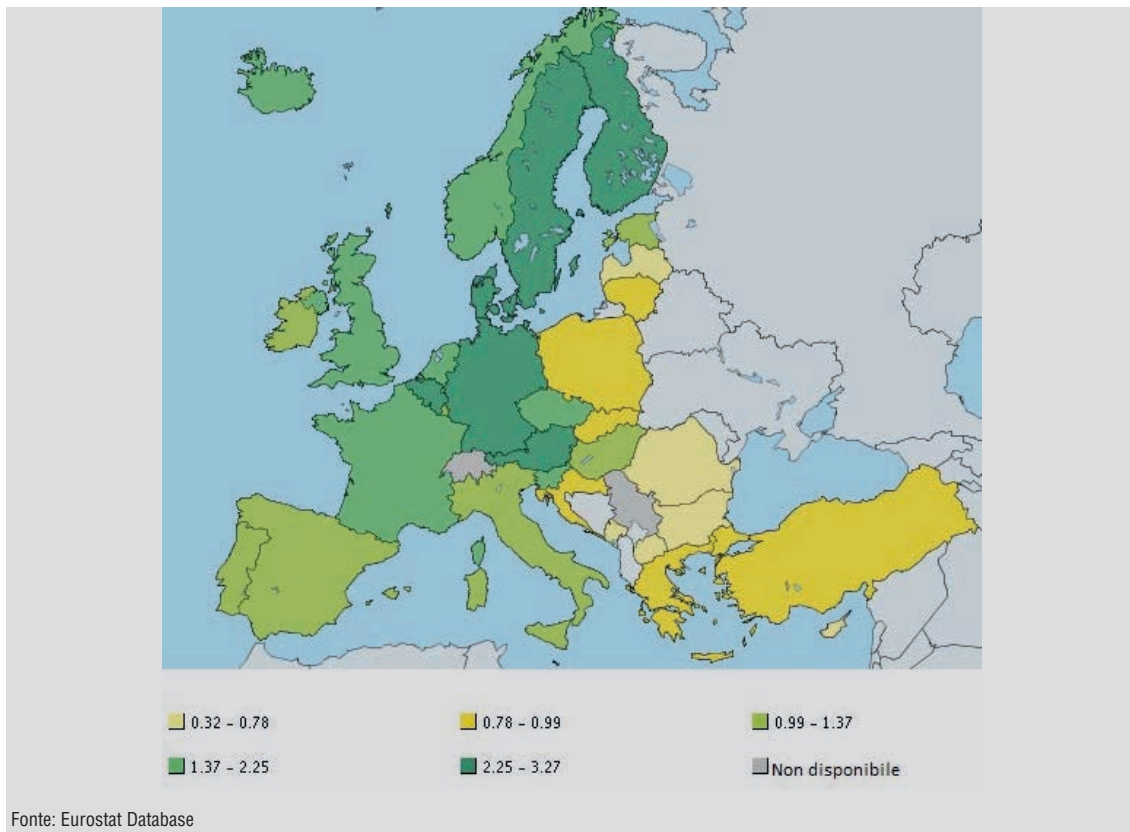 0.32 - 0.78
0.78 - 0.99
0.99 - 1.37
1.37 - 2.25
2.25 - 3.27
Non disponibile
Fonte: Eurostat Database